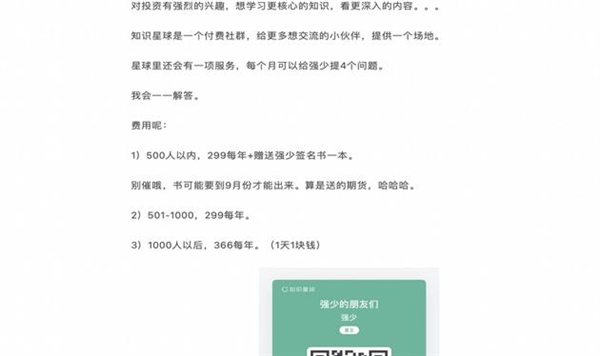 对投资有强烈的兴趣，想学习更核心的知识，看更深入的内容。。。
知识星球是一个付费社群，给更多想交流的小伙伴，提供一个场地。
星球里还会有一项服务，每个月可以给强少提4个问题。
我会一一解答。
费用呢：
1）500人以内，299每年+赠送强少签名书一本。
别催哦，书可能要到9月份才能出来。算是送的期货，哈哈哈。
2）501-1000，299每年。
3）1000人以后，366每年。（1天1块钱）
知识星球
强少的朋友们
强少